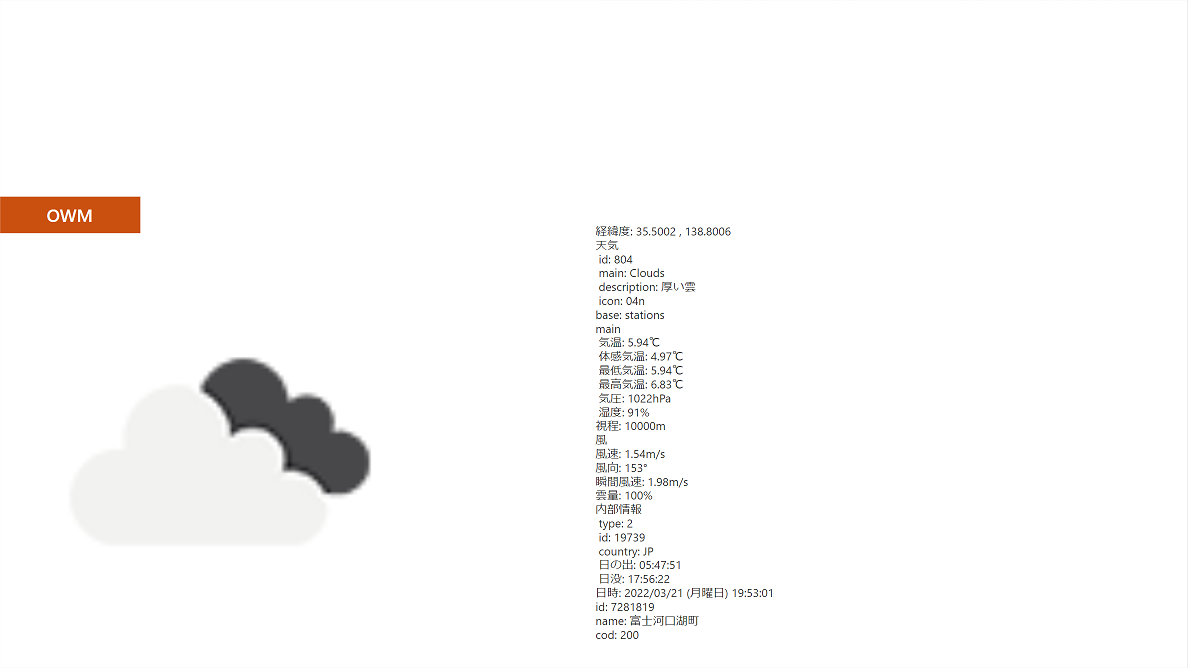 OWM
経緯度: 35.5002 , 138.8006
天気
id: 804
main: Clouds
description: 厚い雲
icon: 04n
base: stations
main
気温: 5.94℃
体感気温: 4.97℃
最低気温: 5.94℃
最高気温: 6.83℃
気圧: 1022hPa
湿度: 91%
視程: 10000m
風
風速: 1.54m/s
風向: 153°
瞬間風速: 1.98m/s
雲量: 100%
内部情報
type: 2
id: 19739
country: JP
日の出: 05:47:51
日没: 17:56:22
日時: 2022/03/21 (月曜日) 19:53:01
id: 7281819
name: 富士河口湖町
cod: 200